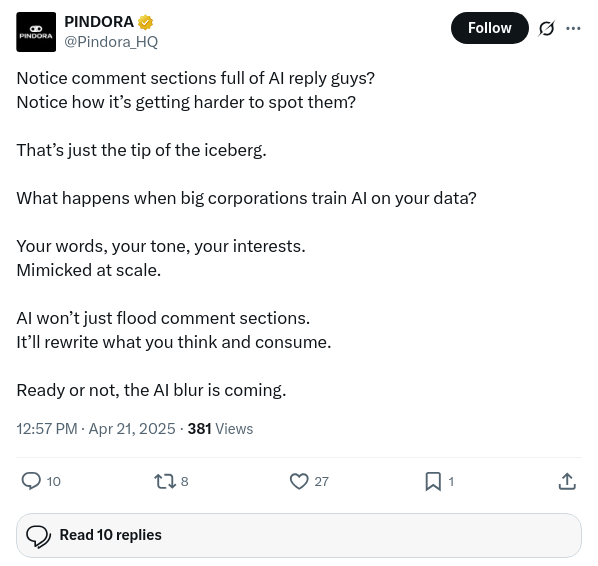 PINDORA
PINDORA
@Pindora_HQ
Follow
Notice comment sections full of AI reply guys?
Notice how it’s getting harder to spot them?
That’s just the tip of the iceberg.
What happens when big corporations train AI on your data?
Your words, your tone, your interests.
Mimicked at scale.
AI won’t just flood comment sections.
It’ll rewrite what you think and consume.
Ready or not, the AI blur is coming.
12:57 PM · Apr 21, 2025 · 381 Views
10 8 27 1
Read 10 replies